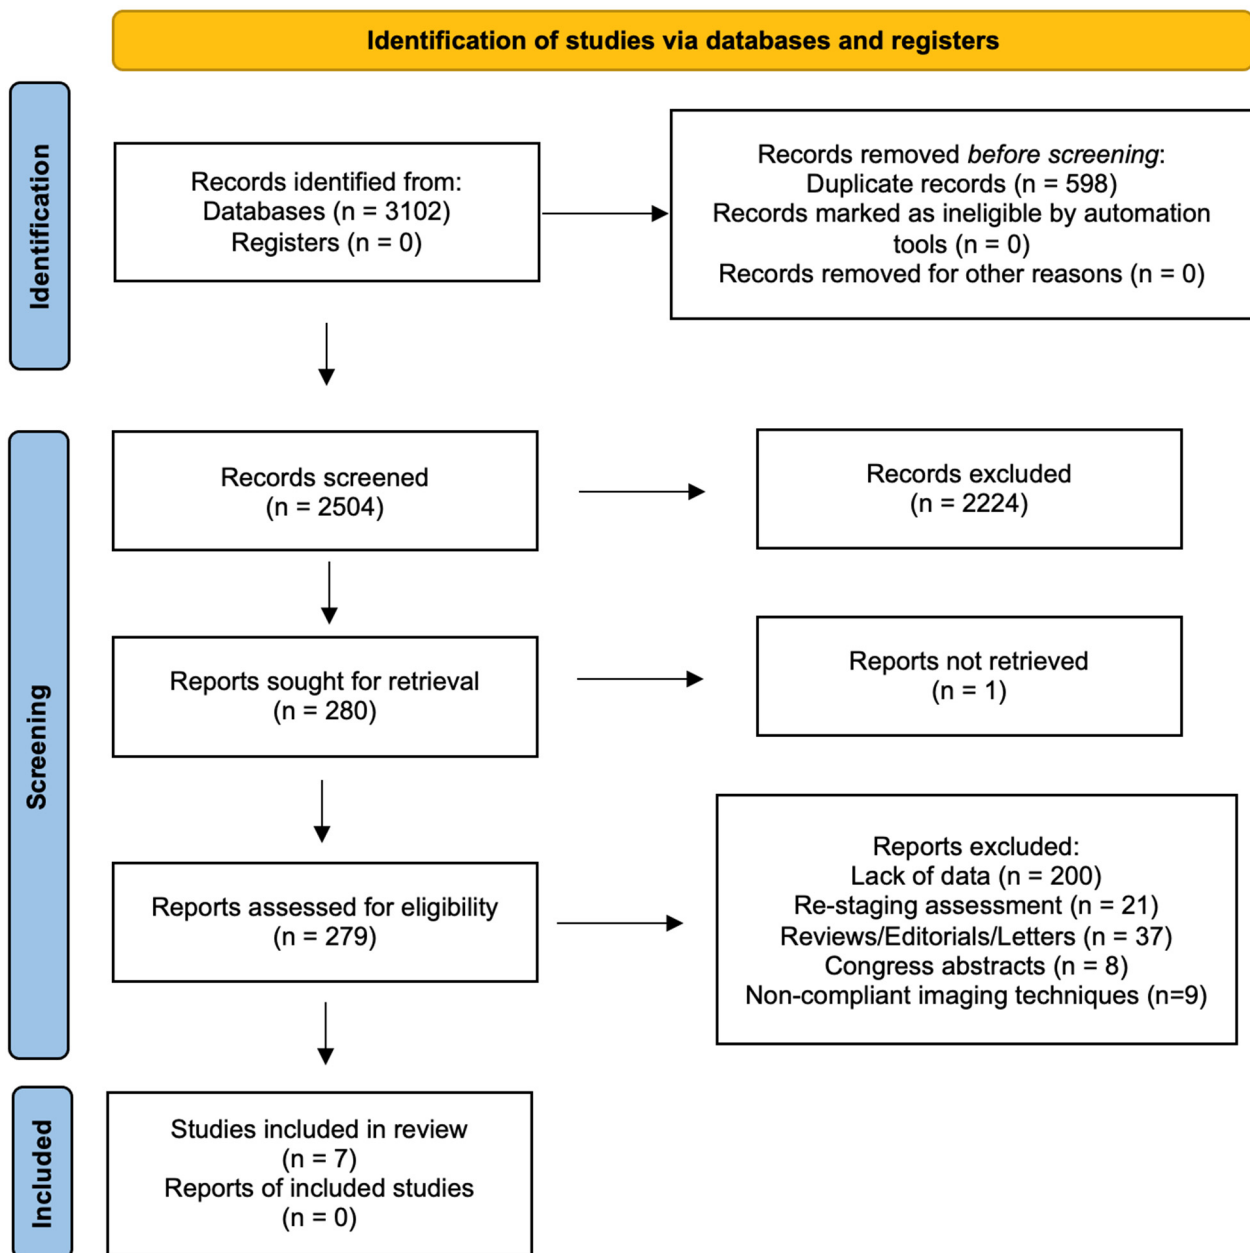 Identification of studies via databases and registers
Identification
Records identified from:
Databases (n = 3102)
Registers (n = 0)
Records removed before screening:
Duplicate records (n = 598)
Records marked as ineligible by automation
tools (n = 0)
Records removed for other reasons (n = 0)
Screening
Records screened
(n = 2504)
Records excluded
(n = 2224)
Reports sought for retrieval
(n = 280)
Reports not retrieved
(n = 1)
Reports assessed for eligibility
(n = 279)
Reports excluded:
Lack of data (n = 200)
Re-staging assessment (n = 21)
Reviews/Editorials/Letters (n = 37)
Congress abstracts (n = 8)
Non-compliant imaging techniques (n=9)
Included
Studies included in review
(n = 7)
Reports of included studies
(n = 0)